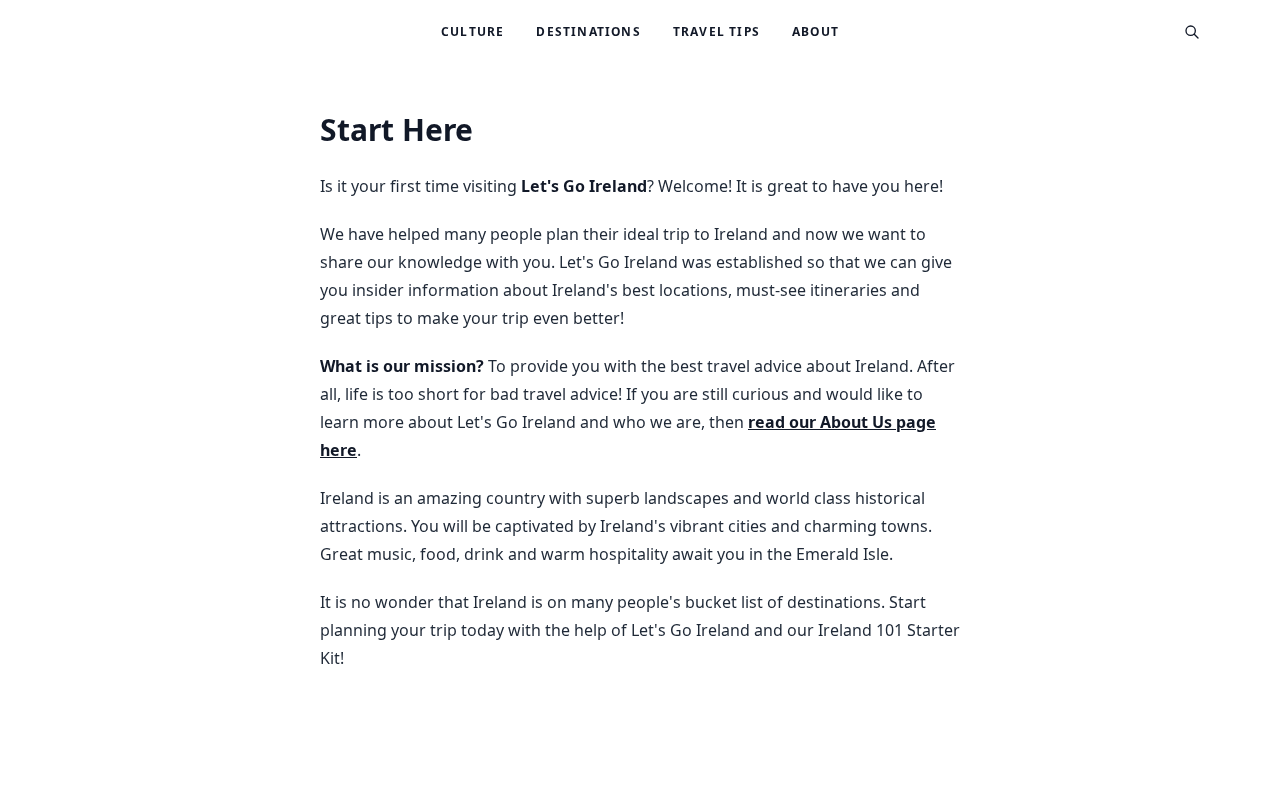 CULTURE DESTINATIONS TRAVEL TIPS ABOUT
Start Here
Is it your first time visiting Let's Go Ireland? Welcome! It is great to have you here!
We have helped many people plan their ideal trip to Ireland and now we want to
share our knowledge with you. Let's Go Ireland was established so that we can give
you insider information about Ireland's best locations, must-see itineraries and
great tips to make your trip even better!
What is our mission? To provide you with the best travel advice about Ireland. After
all, life is too short for bad travel advice! If you are still curious and would like to
learn more about Let's Go Ireland and who we are, then read our About Us page
here.
Ireland is an amazing country with superb landscapes and world class historical
attractions. You will be captivated by Ireland's vibrant cities and charming towns.
Great music, food, drink and warm hospitality await you in the Emerald Isle.
It is no wonder that Ireland is on many people's bucket list of destinations. Start
planning your trip today with the help of Let's Go Ireland and our Ireland 101 Starter
Kit!